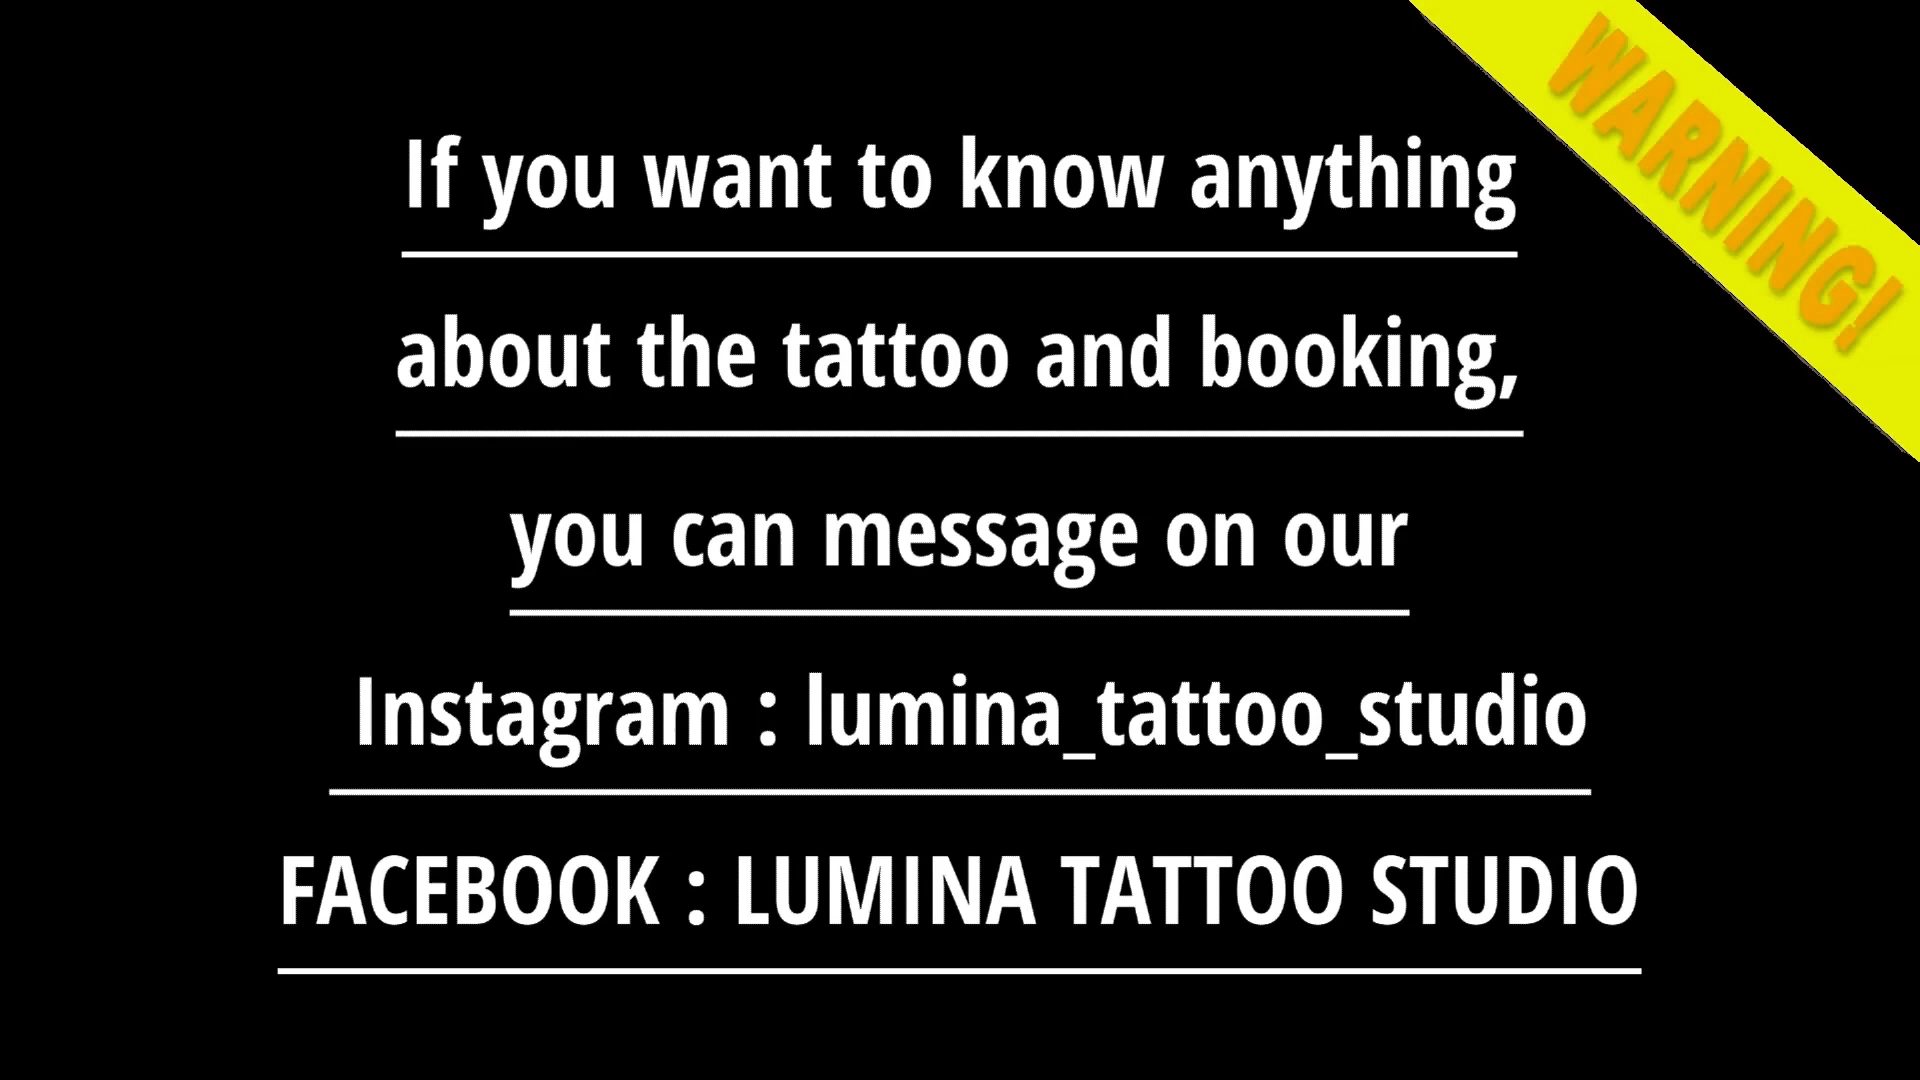 WARNING!
If you want to know anything
about the tattoo and booking,
you can message on our
Instagram : lumina_tattoo_studio
FACEBOOK : LUMINA TATTOO STUDIO